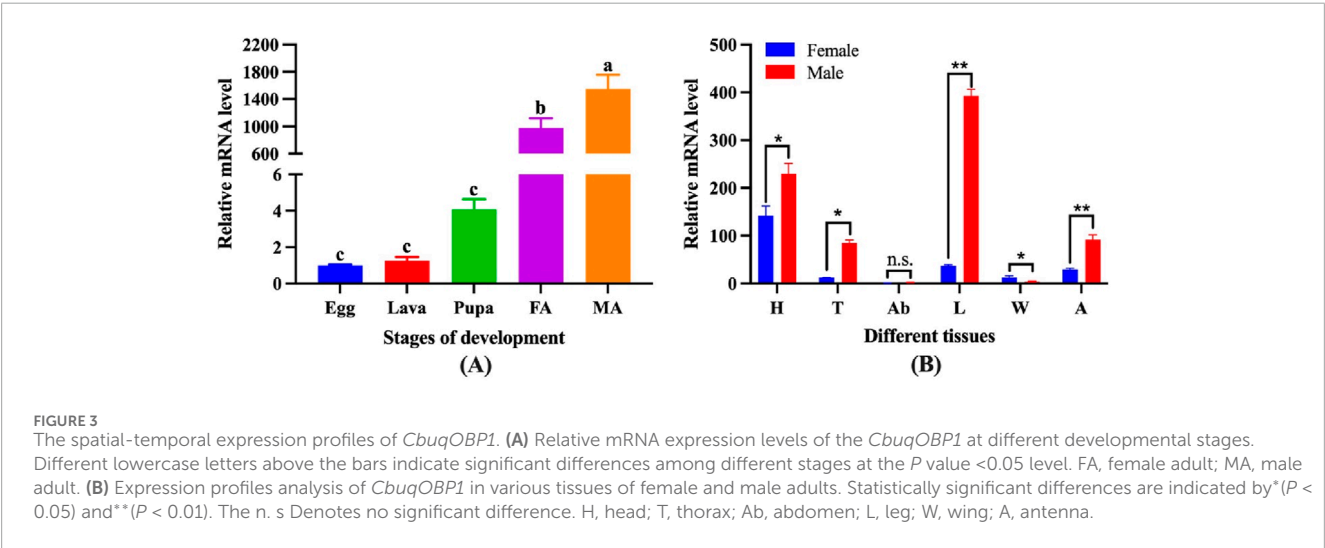 2200
1800
1400
1000
600
6
4
2
0
Relative mRNA level
c
c
c
b
a
Egg Lava Pupa FA MA
Stages of development
(A)
500
400
300
200
100
0
Relative mRNA level
Female
Male
*
*
n.s.
**
*
**
H T Ab L W A
Different tissues
(B)
FIGURE 3
The spatial-temporal expression profiles of CbuqOBP1. (A) Relative mRNA expression levels of the CbuqOBP1 at different developmental stages.
Different lowercase letters above the bars indicate significant differences among different stages at the P value <0.05 level. FA, female adult; MA, male
adult. (B) Expression profiles analysis of CbuqOBP1 in various tissues of female and male adults. Statistically significant differences are indicated by*(P <
0.05) and**(P < 0.01). The n. s Denotes no significant difference. H, head; T, thorax; Ab, abdomen; L, leg; W, wing; A, antenna.